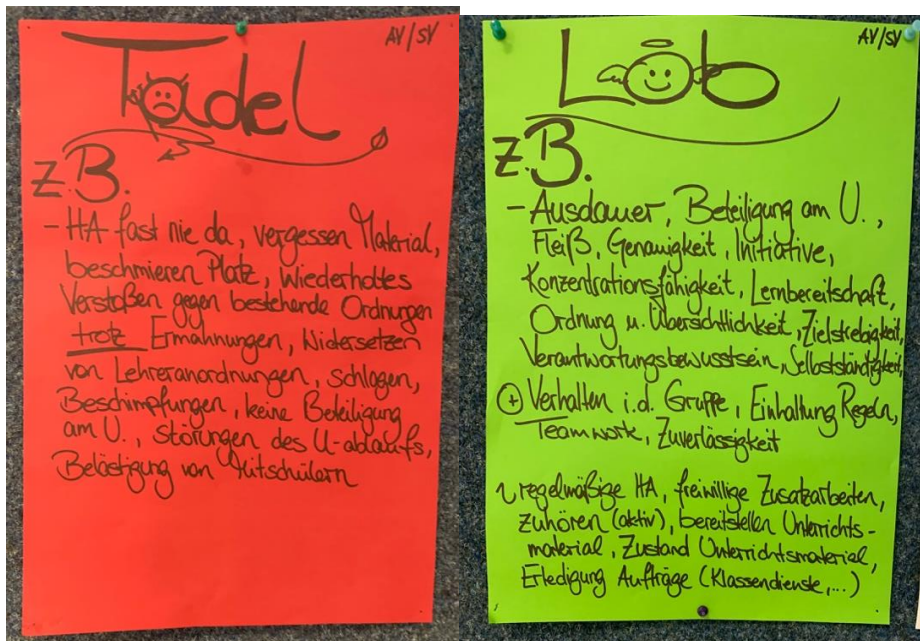 AV/SV
Tadel
z.B.
- HA fast nie da, vergessen Material,
beschmieren Platz, Wiederholtes
Verstoßen gegen bestehende Ordnungen
trotz Ermahnungen, Widersetzen
von Lehreranordnungen, schlagen,
Beschimpfungen, keine Beteiligung
am U., Störungen des U-ablaufs,
Belästigung von Mitschülern
AV/SV
Lob
z.B.
- Ausdauer, Beteiligung am U.,
Fleiß, Genauigkeit, Initiative,
Konzentrationsfähigkeit, Lernbereitschaft,
Ordnung u. Übersichtlichkeit, Zielstrebigkeit,
Verantwortungsbewusstsein, Selbstständigkeit,
+ Verhalten i.d. Gruppe, Einhaltung Regeln,
Teamwork, Zuverlässigkeit
~ regelmäßige HA, freiwillige Zusatzarbeiten,
zuhören (aktiv), bereitstellen Unterrichts-
material, Zustand Unterrichtsmaterial,
Erledigung Aufträge (Klassendienste,...)